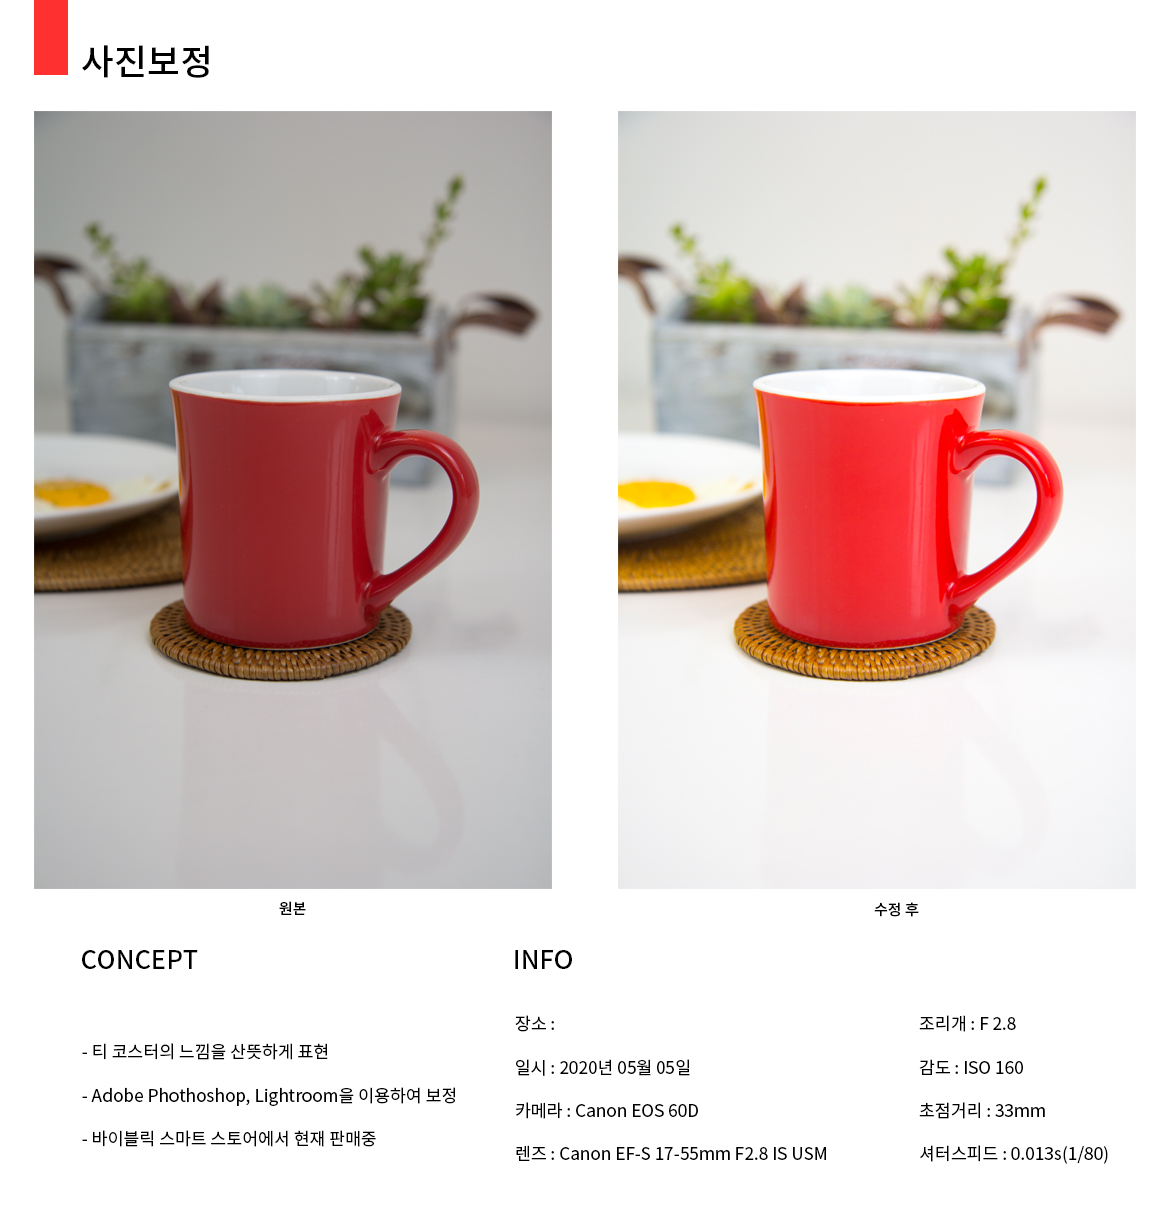 사진보정
원본
수정 후
CONCEPT
- 티 코스터의 느낌을 산뜻하게 표현
- Adobe Phothoshop, Lightroom을 이용하여 보정
- 바이블릭 스마트 스토어에서 현재 판매중
INFO
장소 :
일시 : 2020년 05월 05일
카메라 : Canon EOS 60D
렌즈 : Canon EF-S 17-55mm F2.8 IS USM
조리개 : F 2.8
감도 : ISO 160
초점거리 : 33mm
셔터스피드 : 0.013s(1/80)